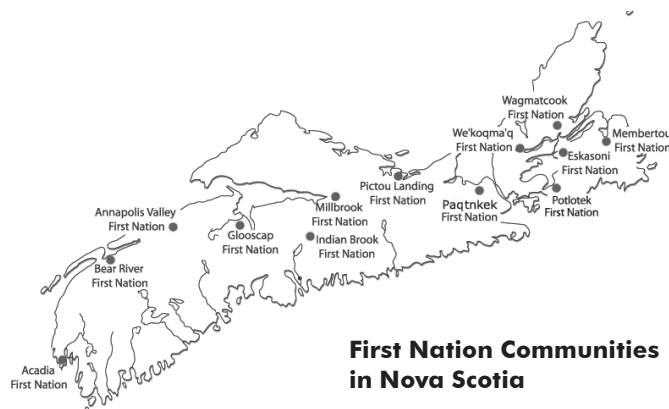 Wagmatcook
First Nation
We'koqma'q
First Nation
Membertou
First Nation
Eskasoni
First Nation
Pictou Landing
First Nation
Paqtnkek
First Nation
Potlotek
First Nation
Millbrook
First Nation
Annapolis Valley
First Nation
Glooscap
First Nation
Indian Brook
First Nation
Bear River
First Nation
Acadia
First Nation
First Nation Communities
in Nova Scotia